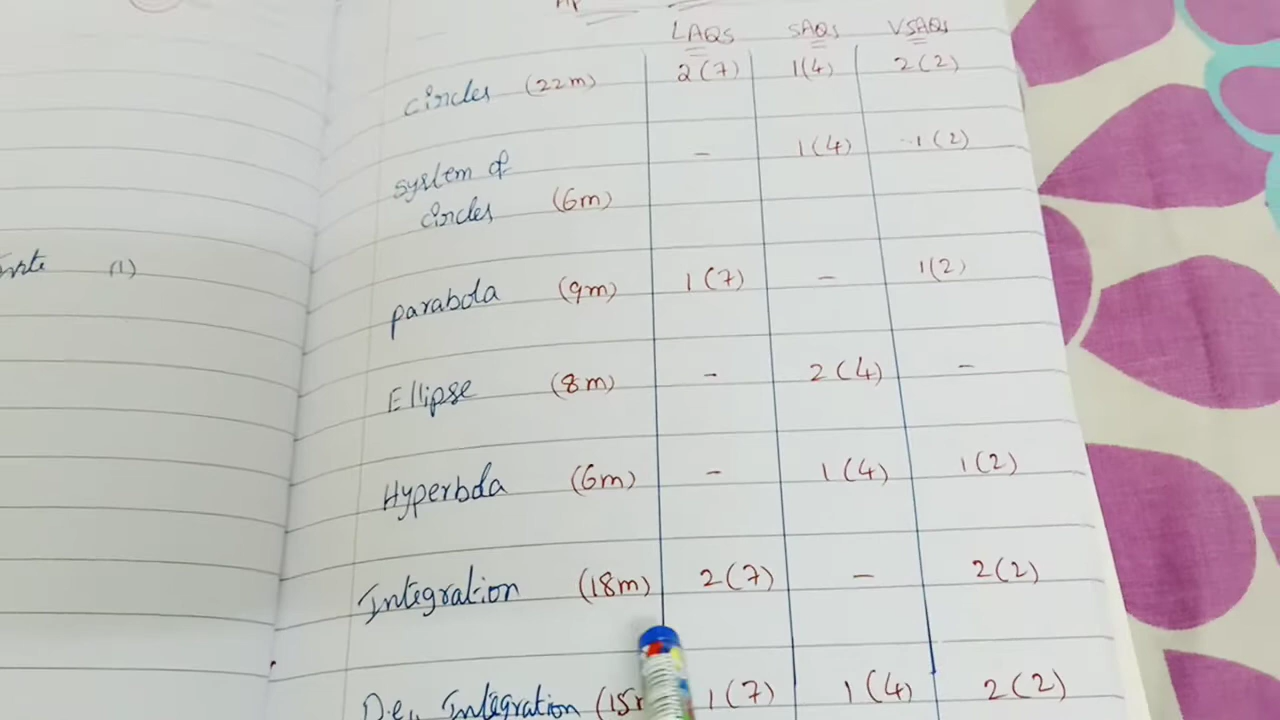 LAQS SAQS VSAQS
circles (22m) 2(7) 1(4) 2(2)
system of
circles (6m) - 1(4) 1(2)
parabola (9m) 1(7) - 1(2)
Ellipse (8m) - 2(4) -
Hyperbola (6m) - 1(4) 1(2)
(1)
Integration (18m) 2(7) - 2(2)
Integration (15 1(7) 1(4) 2(2)